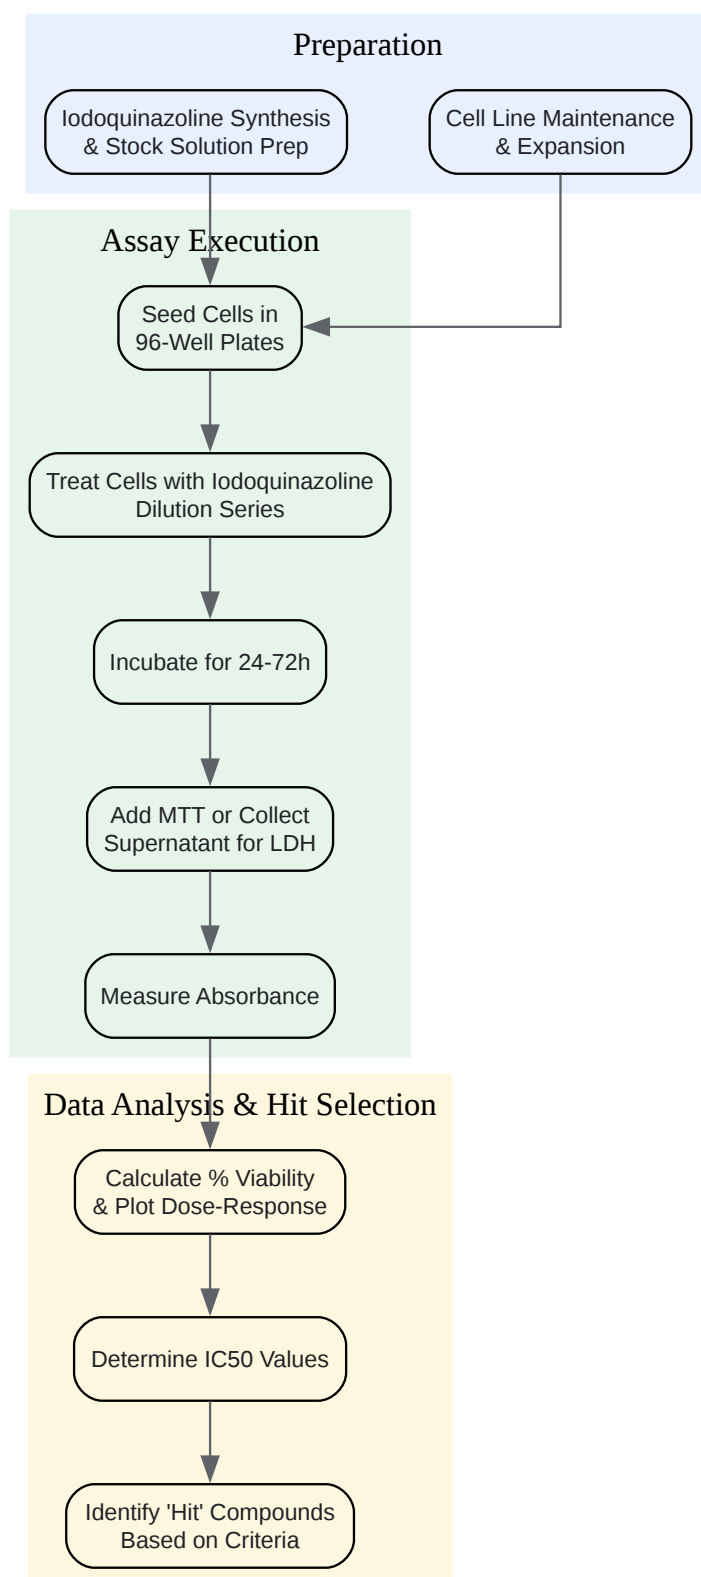 Preparation
Iodoquinazoline Synthesis
& Stock Solution Prep
Cell Line Maintenance
& Expansion
Assay Execution
Seed Cells in
96-Well Plates
Treat Cells with Iodoquinazoline
Dilution Series
Incubate for 24-72h
Add MTT or Collect
Supernatant for LDH
Measure Absorbance
Data Analysis & Hit Selection
Calculate % Viability
& Plot Dose-Response
Determine IC50 Values
Identify 'Hit' Compounds
Based on Criteria